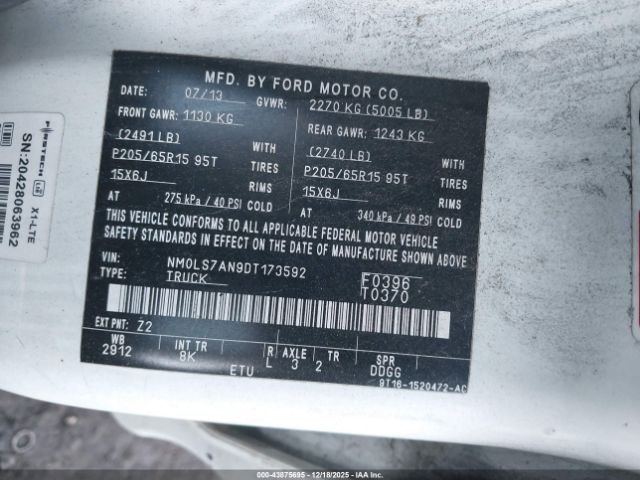 MFD. BY FORD MOTOR CO.
DATE: 07/13 GVWR: 2270 KG (5005 LB)
FRONT GAWR: 1130 KG REAR GAWR: 1243 KG
(2491 LB) WITH (2740 LB) WITH
P205/65R15 95T TIRES P205/65R15 95T TIRES
15X6J RIMS 15X6J RIMS
AT 275 kPa / 40 PSI COLD AT 340 kPa / 49 PSI COLD
THIS VEHICLE CONFORMS TO ALL APPLICABLE FEDERAL MOTOR VEHICLE
SAFETY STANDARDS IN EFFECT ON THE DATE OF MANUFACTURE SHOWN ABOVE.
VIN: NM0LS7AN9DT173592 F0396
TRUCK T0370
EXT PNT: Z2
WB INT TR R AXLE TR SPR
2912 8K L 3 2 DDGG
ETU
9T16-1520472-AC
X1-LTE
SN:20428063962
000-43875695 - 12/18/2025 - IAAI.COM